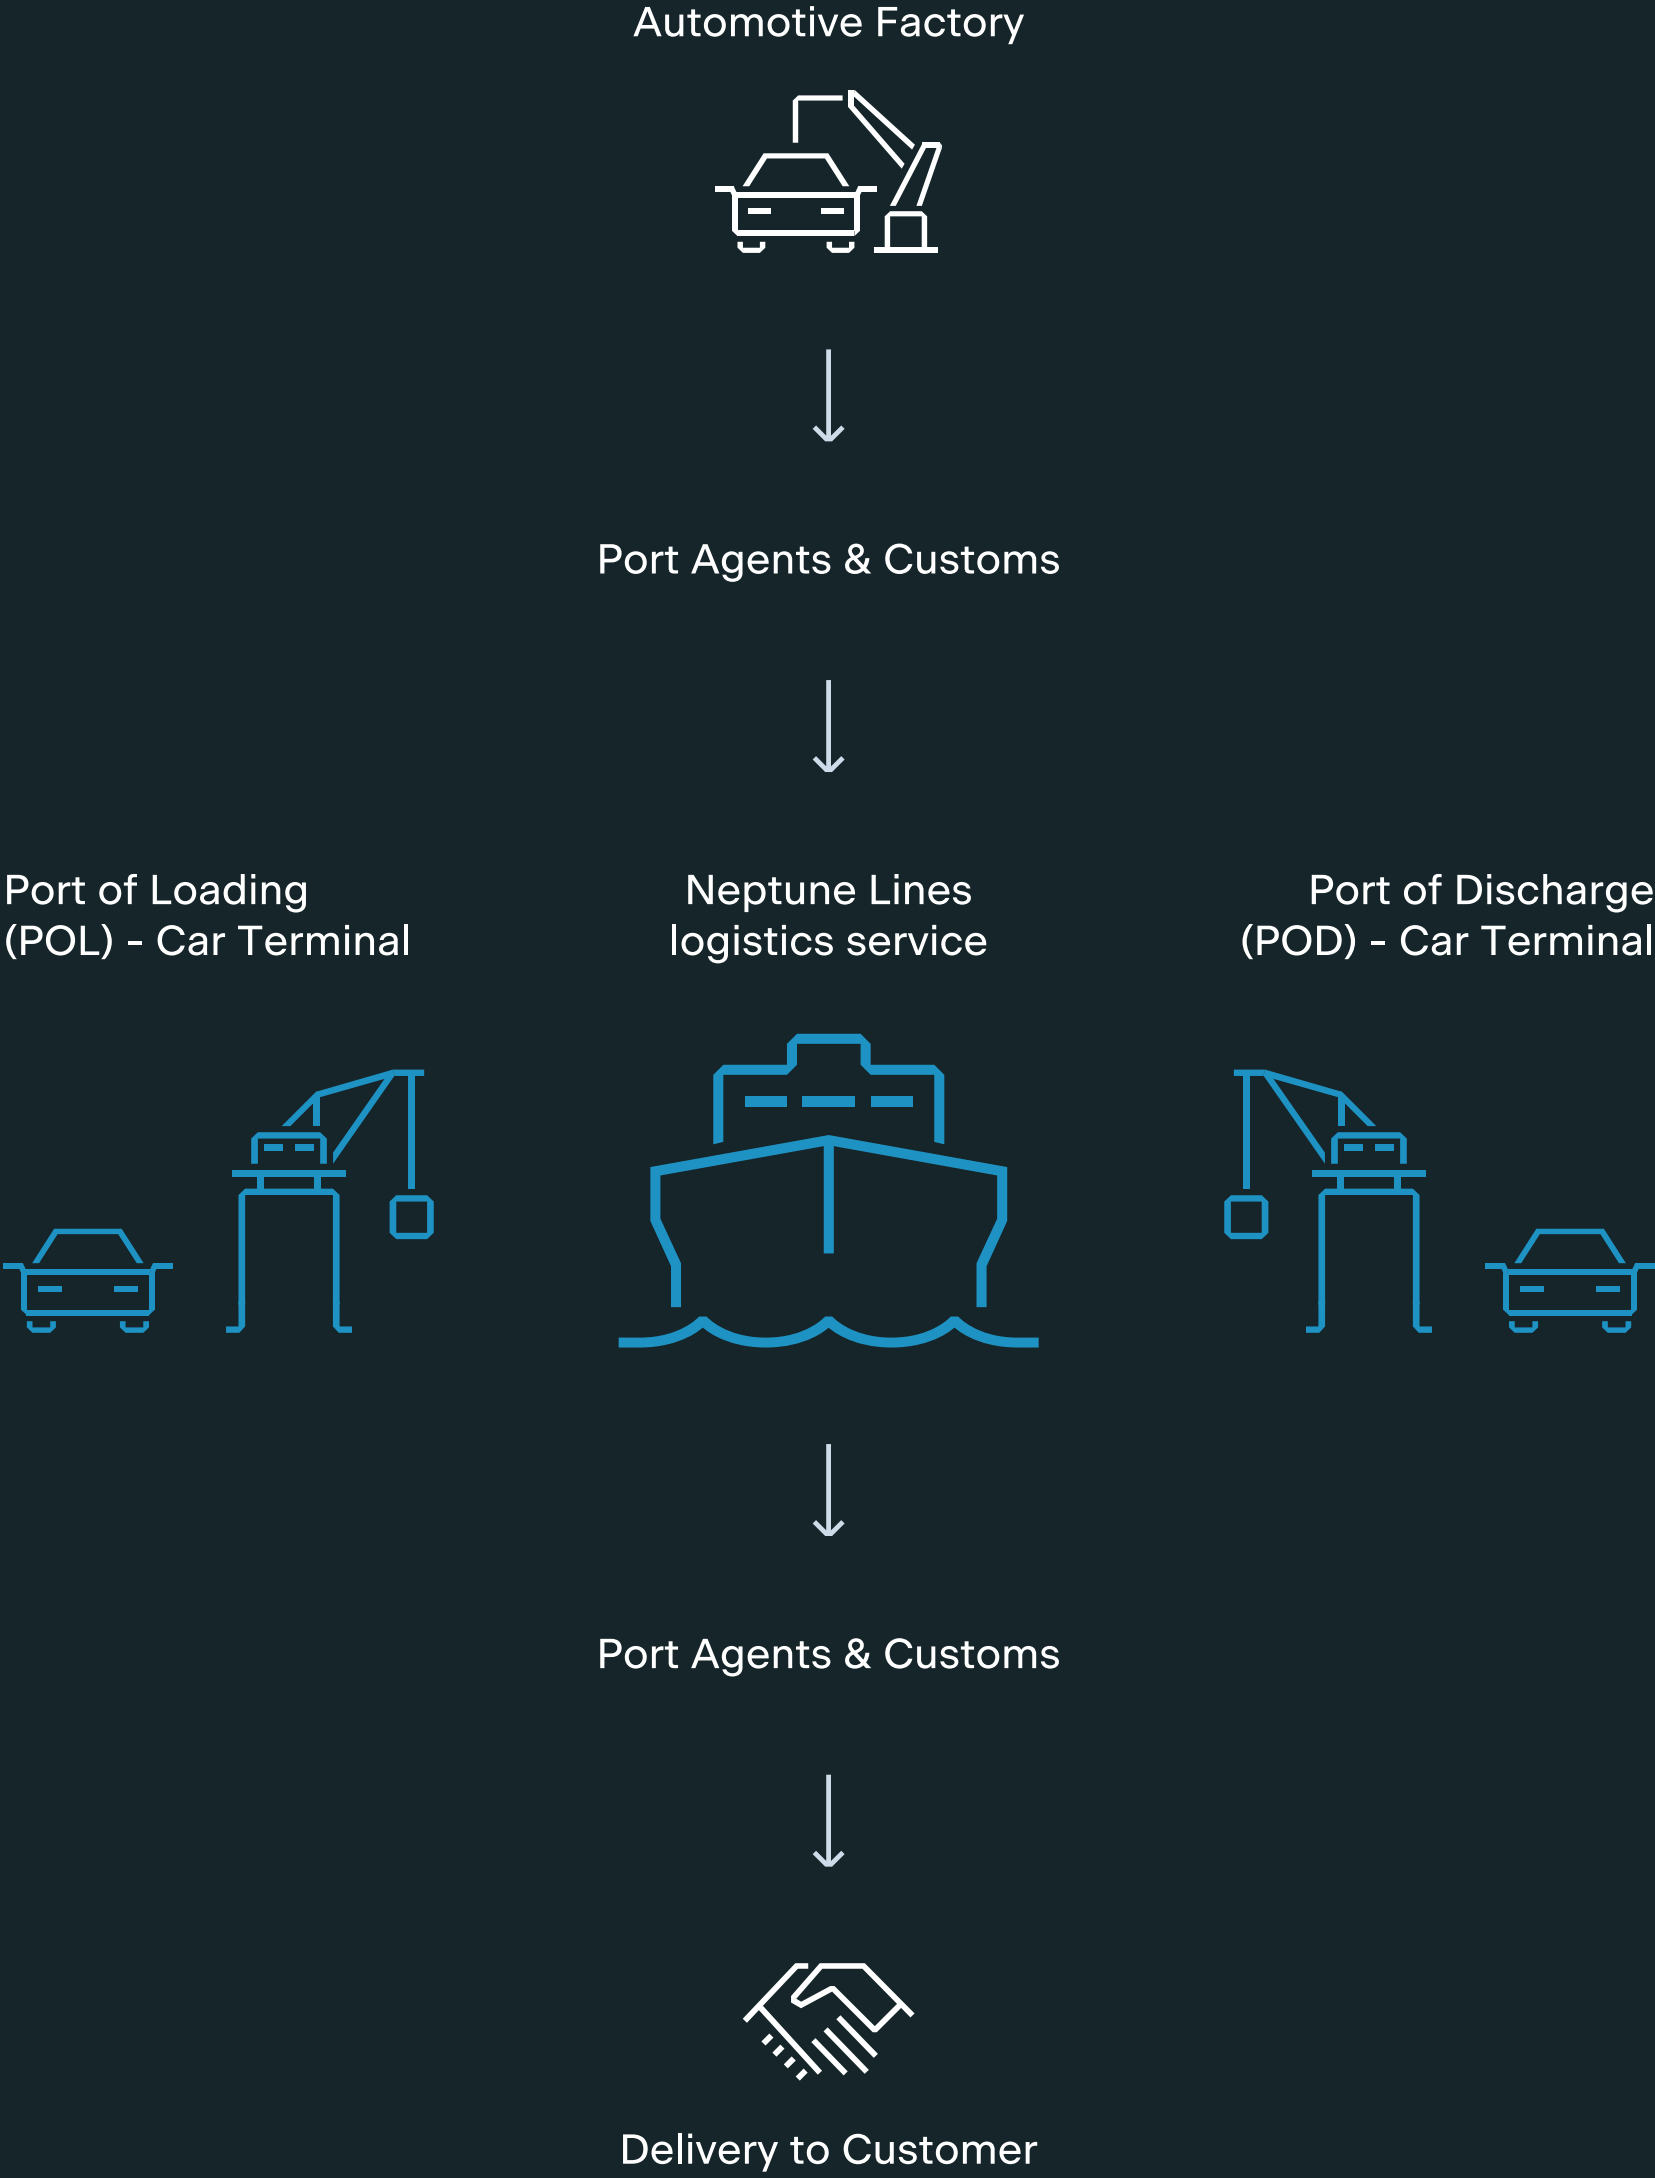 Automotive Factory
Port Agents & Customs
Port of Loading
(POL) - Car Terminal
Neptune Lines
logistics service
Port of Discharge
(POD) - Car Terminal
Port Agents & Customs
Delivery to Customer